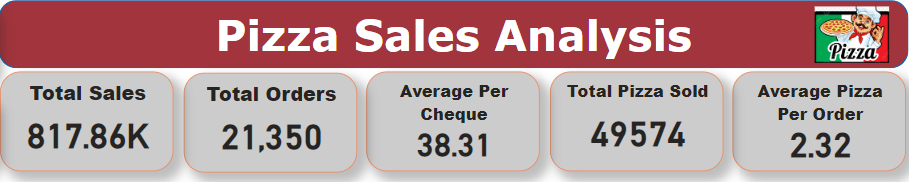 Pizza Sales Analysis
Pizza
Total Sales
817.86K
Total Orders
21,350
Average Per
Cheque
38.31
Total Pizza Sold
49574
Average Pizza
Per Order
2.32